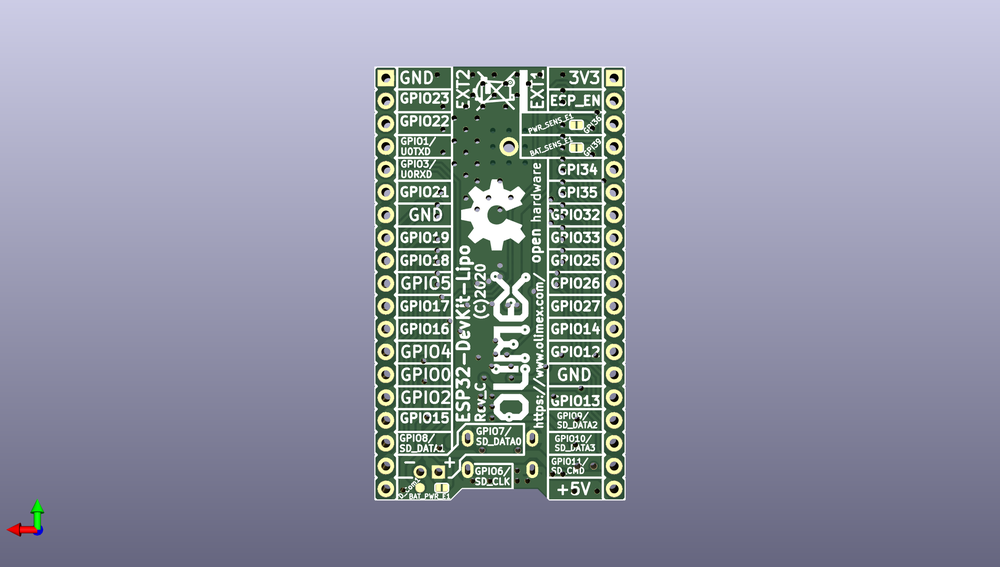 GND
GPIO23
GPIO22
GPIO1/
U0TXD
GPIO3/
U0RXD
GPIO21
GND
GPIO19
GPIO18
GPIO5
GPIO17
GPIO16
GPIO4
GPIO0
GPIO2
GPIO15
GPIO8/
SD_DATA1
- +
BAT_PWR_E1
EXT2
EXT1
PWR_SENS_E1
BAT_SENS_E1
GPI36
GPI39
open hardware
ESP32-DevKit-Lipo
Rev_C
(C)2020
OLIMEX
https://www.olimex.com/
GPIO7/
SD_DATA0
GPIO6/
SD_CLK
3V3
ESP_EN
GPI34
GPI35
GPIO32
GPIO33
GPIO25
GPIO26
GPIO27
GPIO14
GPIO12
GND
GPIO13
GPIO9/
SD_DATA2
GPIO10/
SD_DATA3
GPIO11/
SD_CMD
+5V